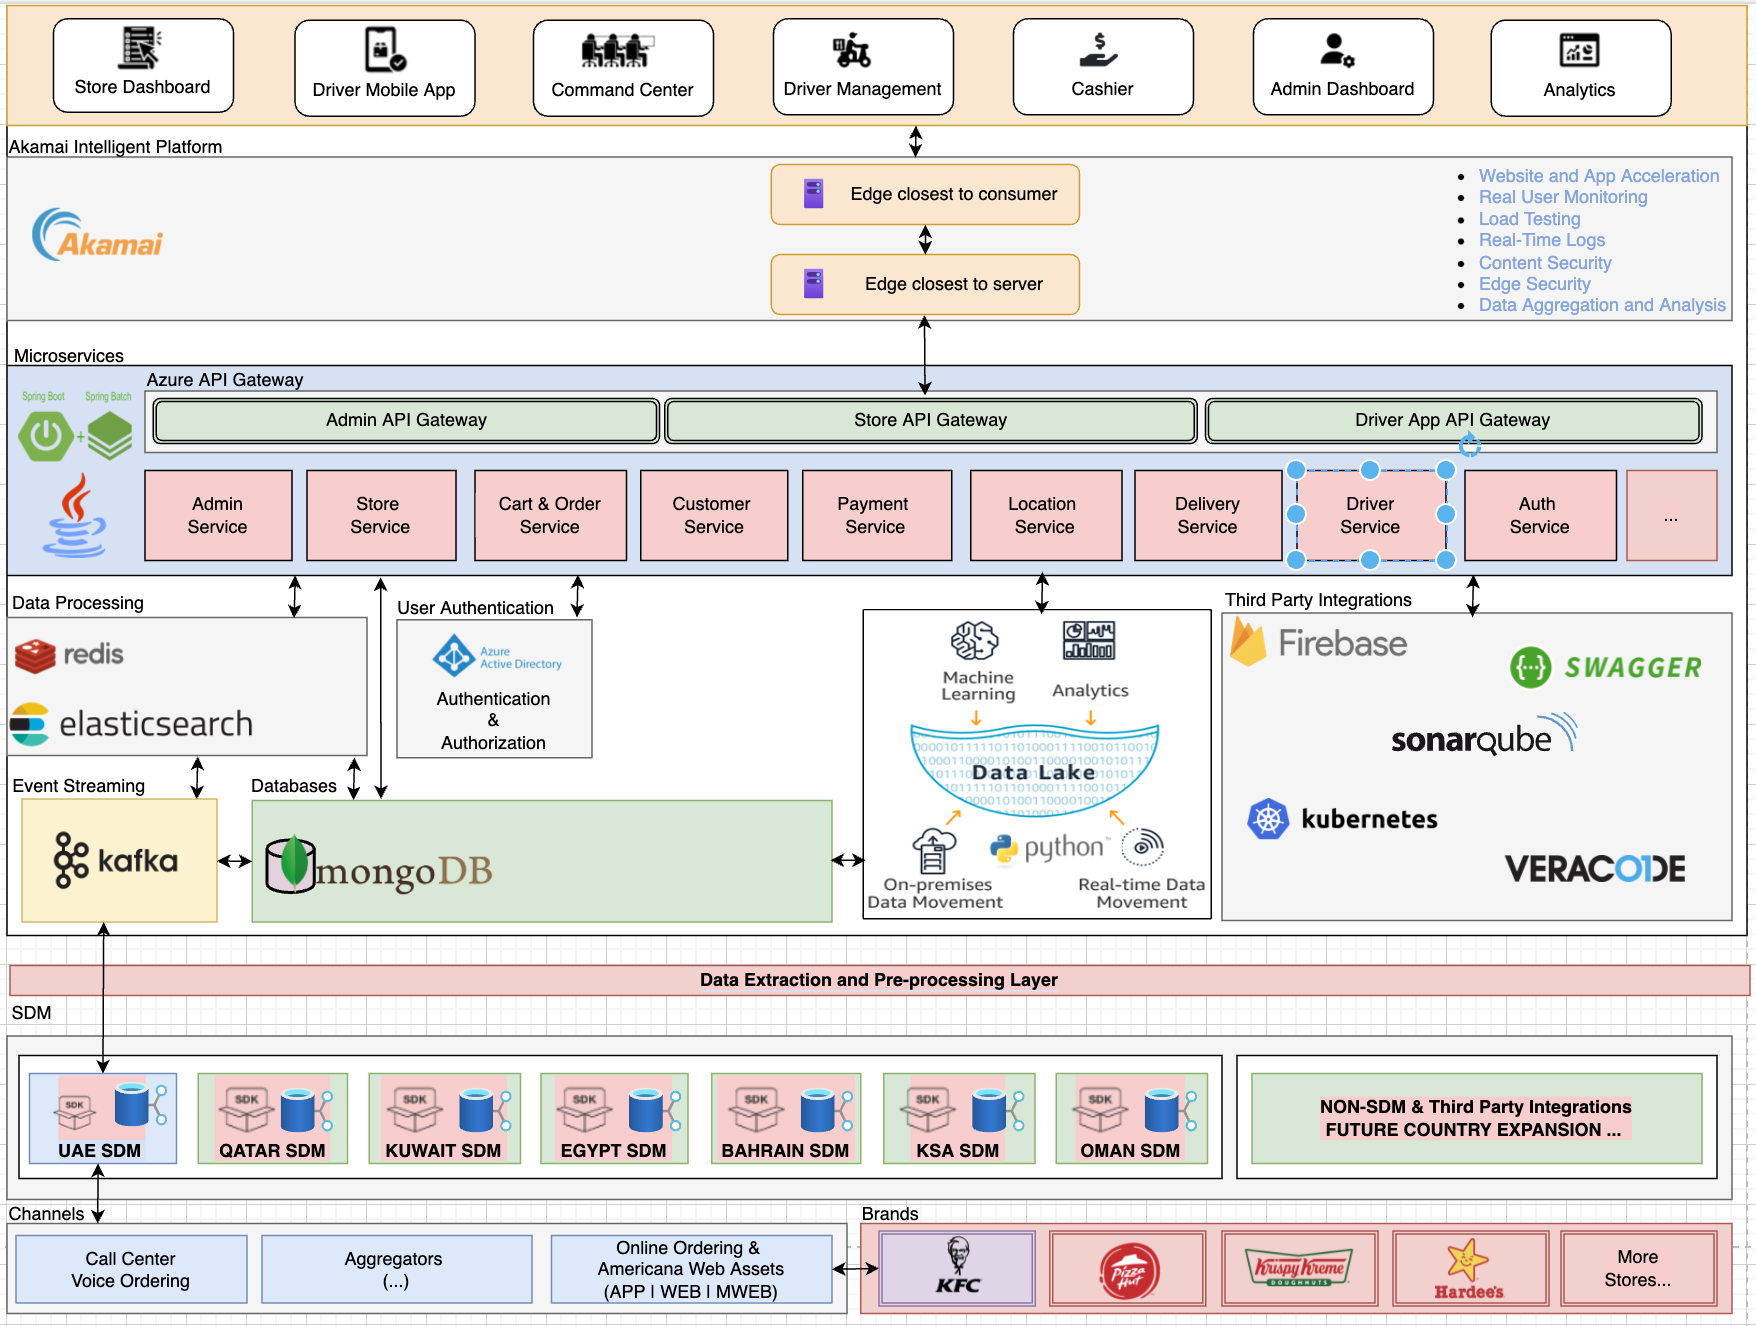 Store Dashboard
Driver Mobile App
Command Center
Driver Management
Cashier
Admin Dashboard
Analytics
Akamai Intelligent Platform
Akamai
Edge closest to consumer
Edge closest to server
Website and App Acceleration
Real User Monitoring
Load Testing
Real-Time Logs
Content Security
Edge Security
Data Aggregation and Analysis
Microservices
Spring Boot
Spring Batch
+
Azure API Gateway
Admin API Gateway
Store API Gateway
Driver App API Gateway
Admin
Service
Store
Service
Cart & Order
Service
Customer
Service
Payment
Service
Location
Service
Delivery
Service
Driver
Service
Auth
Service
...
Data Processing
redis
elasticsearch
User Authentication
Azure
Active Directory
Authentication
&
Authorization
Event Streaming
kafka
Databases
mongoDB
Machine
Learning
Analytics
Data Lake
python™
On-premises
Data Movement
Real-time Data
Movement
Third Party Integrations
Firebase
{···} SWAGGER
sonarqube
kubernetes
VERACODE
Data Extraction and Pre-processing Layer
SDM
SDK
UAE SDM
SDK
QATAR SDM
SDK
KUWAIT SDM
SDK
EGYPT SDM
SDK
BAHRAIN SDM
SDK
KSA SDM
SDK
OMAN SDM
NON-SDM & Third Party Integrations
FUTURE COUNTRY EXPANSION ...
Channels
Call Center
Voice Ordering
Aggregators
(...)
Online Ordering &
Americana Web Assets
(APP | WEB | MWEB)
Brands
KFC
Pizza
Hut
Krispy Kreme
DOUGHNUTS
Hardee's
More
Stores...